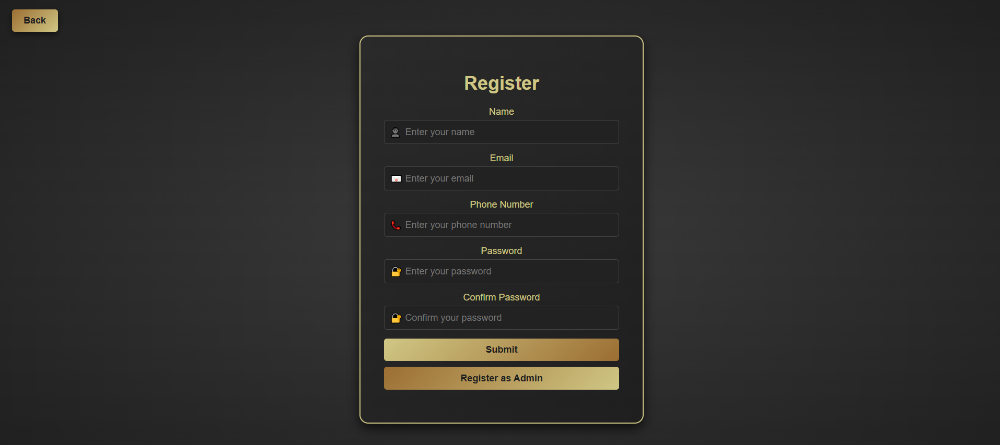 Back
Register
Name
Enter your name
Email
Enter your email
Phone Number
Enter your phone number
Password
Enter your password
Confirm Password
Confirm your password
Submit
Register as Admin